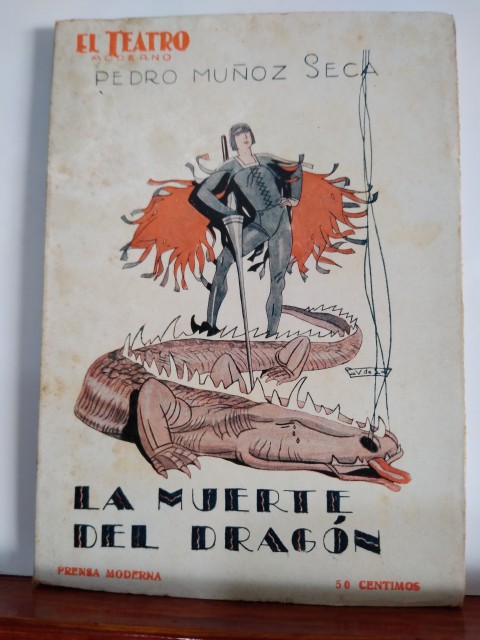 EL TEATRO
MODERNO
PEDRO MUÑOZ SECA
LA MUERTE
DEL DRAGÓN
PRENSA MODERNA
50 CENTIMOS